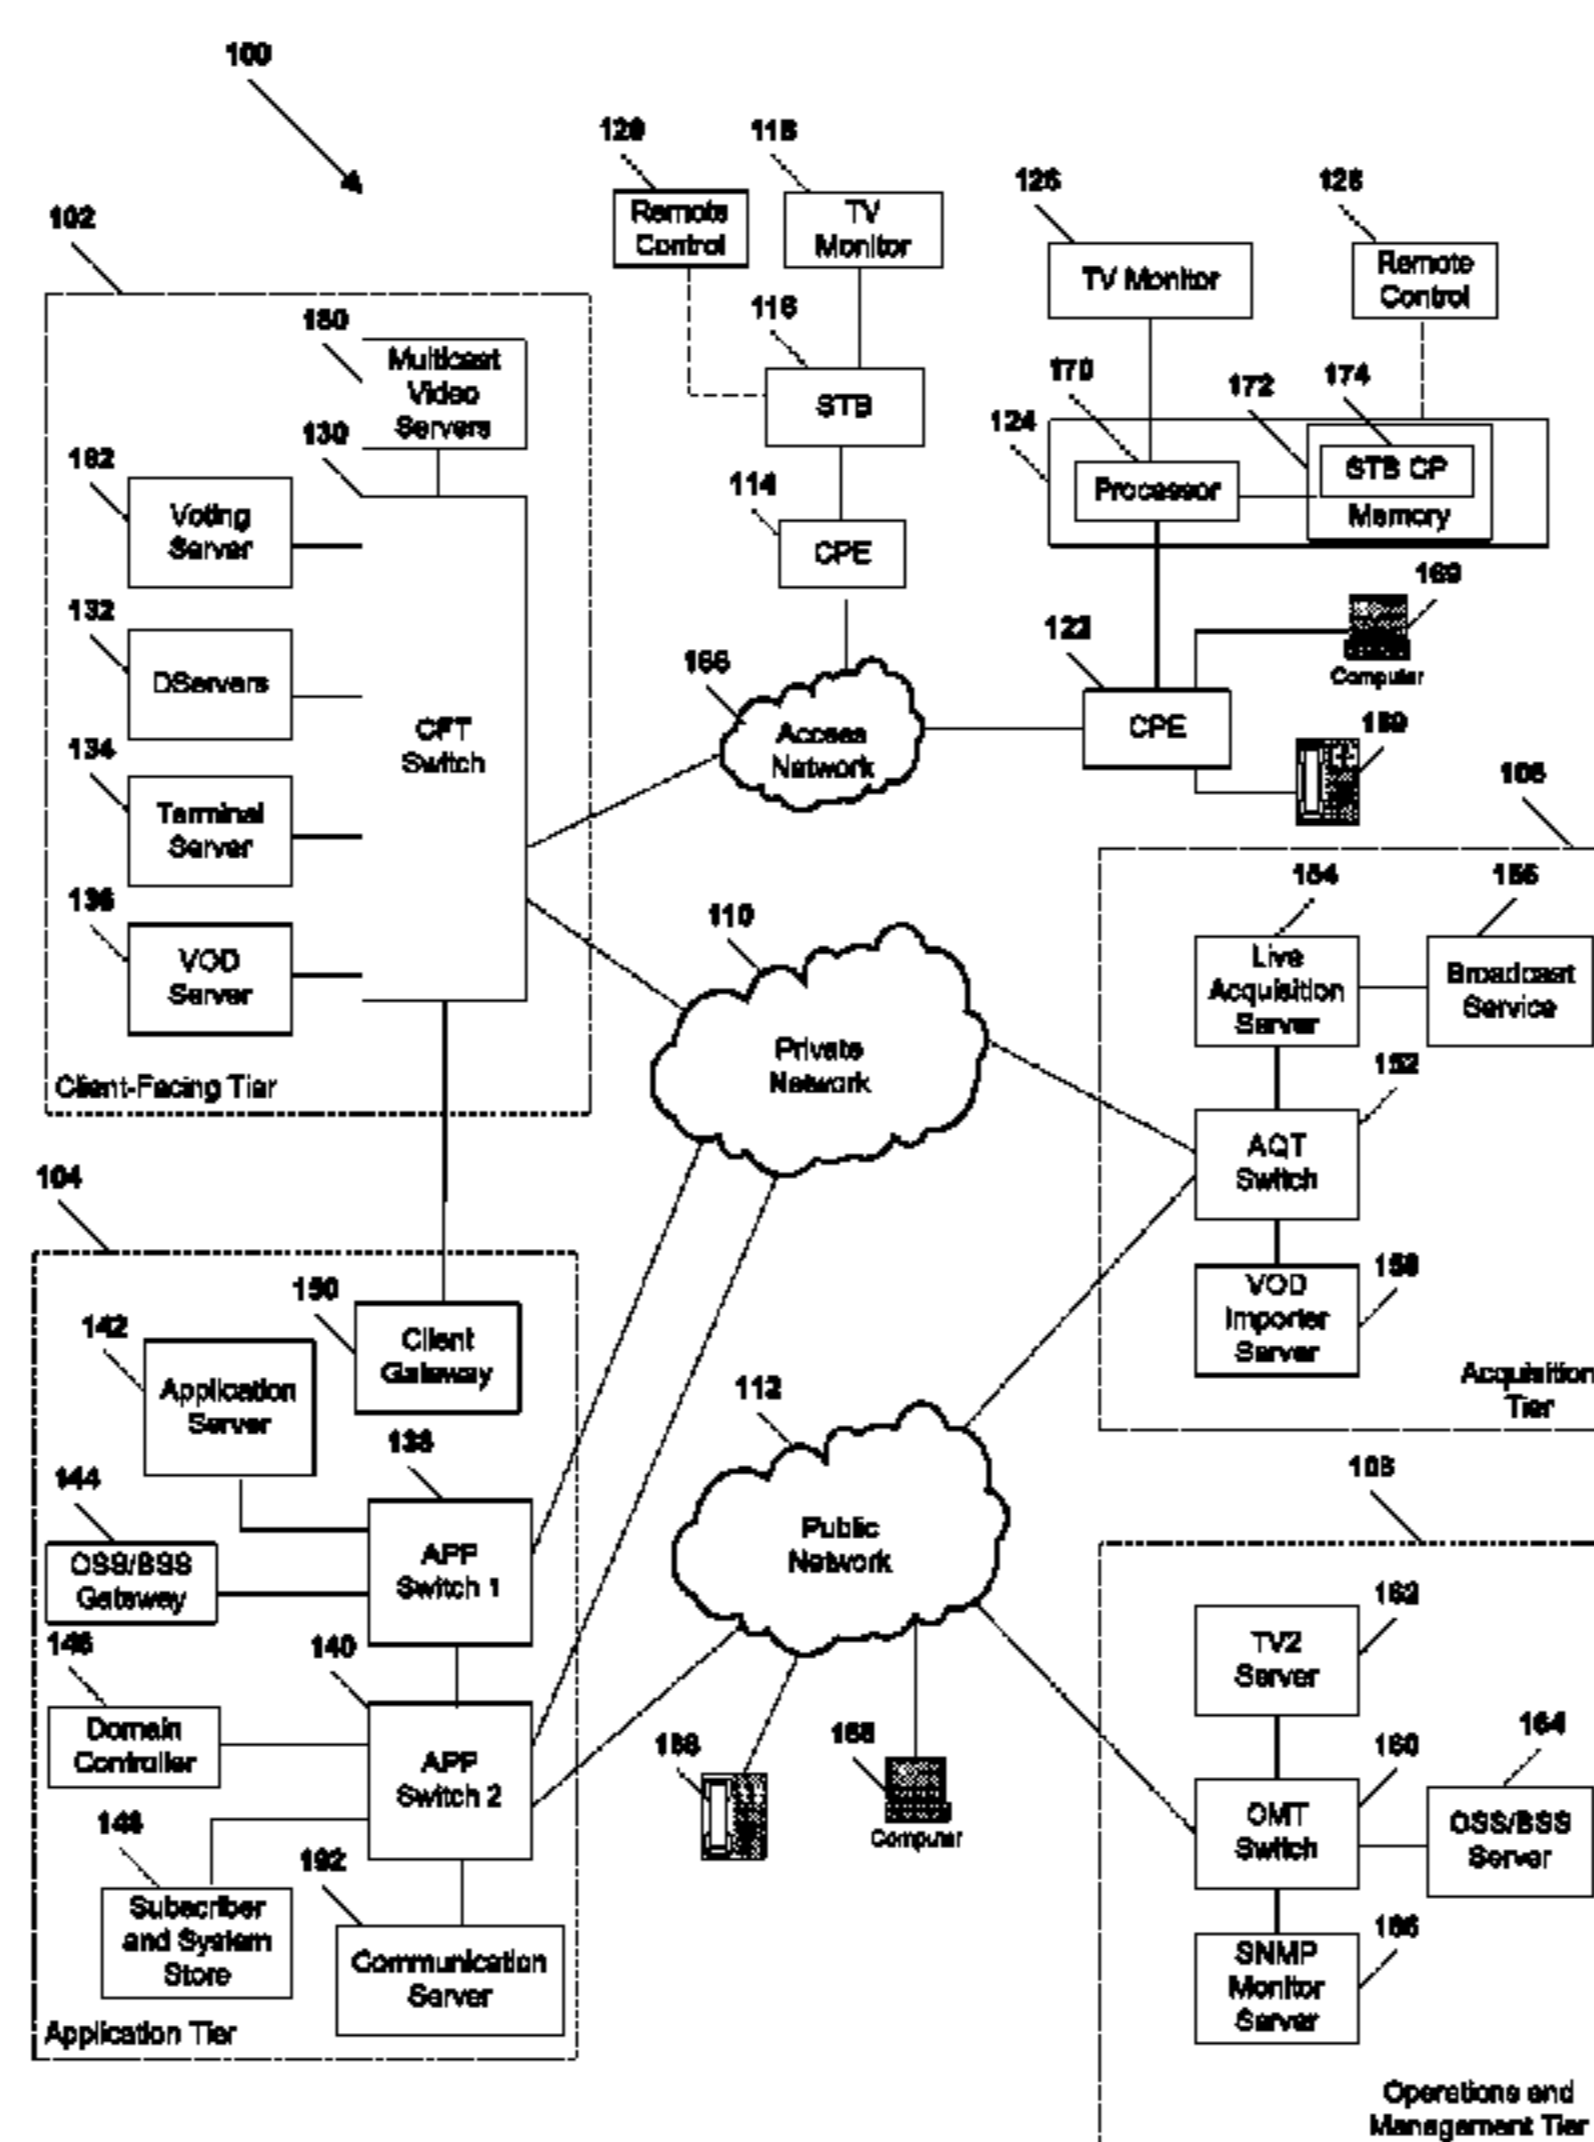 100
120
118
126
128
102
Remote
Control
TV
Monitor
TV Monitor
Remote
Control
180
116
Multicast
Video
Servers
STB
170
172
174
124
130
STB CP
Processor
Memory
182
Voting
Server
114
CPE
132
DServers
122
Computer
CPE
166
Access
Network
CFT
Switch
134
Terminal
Server
106
136
VOD
Server
110
Private
Network
154
156
Live
Acquisition
Server
Broadcast
Service
152
AQT
Switch
Client-Facing Tier
104
158
VOD
Importer
Server
Acquisition
Tier
150
Client
Gateway
142
Application
Server
112
Public
Network
138
144
OSS/BSS
Gateway
APP
Switch 1
108
162
TV2
Server
146
Domain
Controller
140
APP
Switch 2
188
168
Computer
160
OMT
Switch
164
OSS/BSS
Server
148
Subscriber
and System
Store
192
Communication
Server
SNMP
Monitor
Server
Application Tier
Operations and
Management Tier